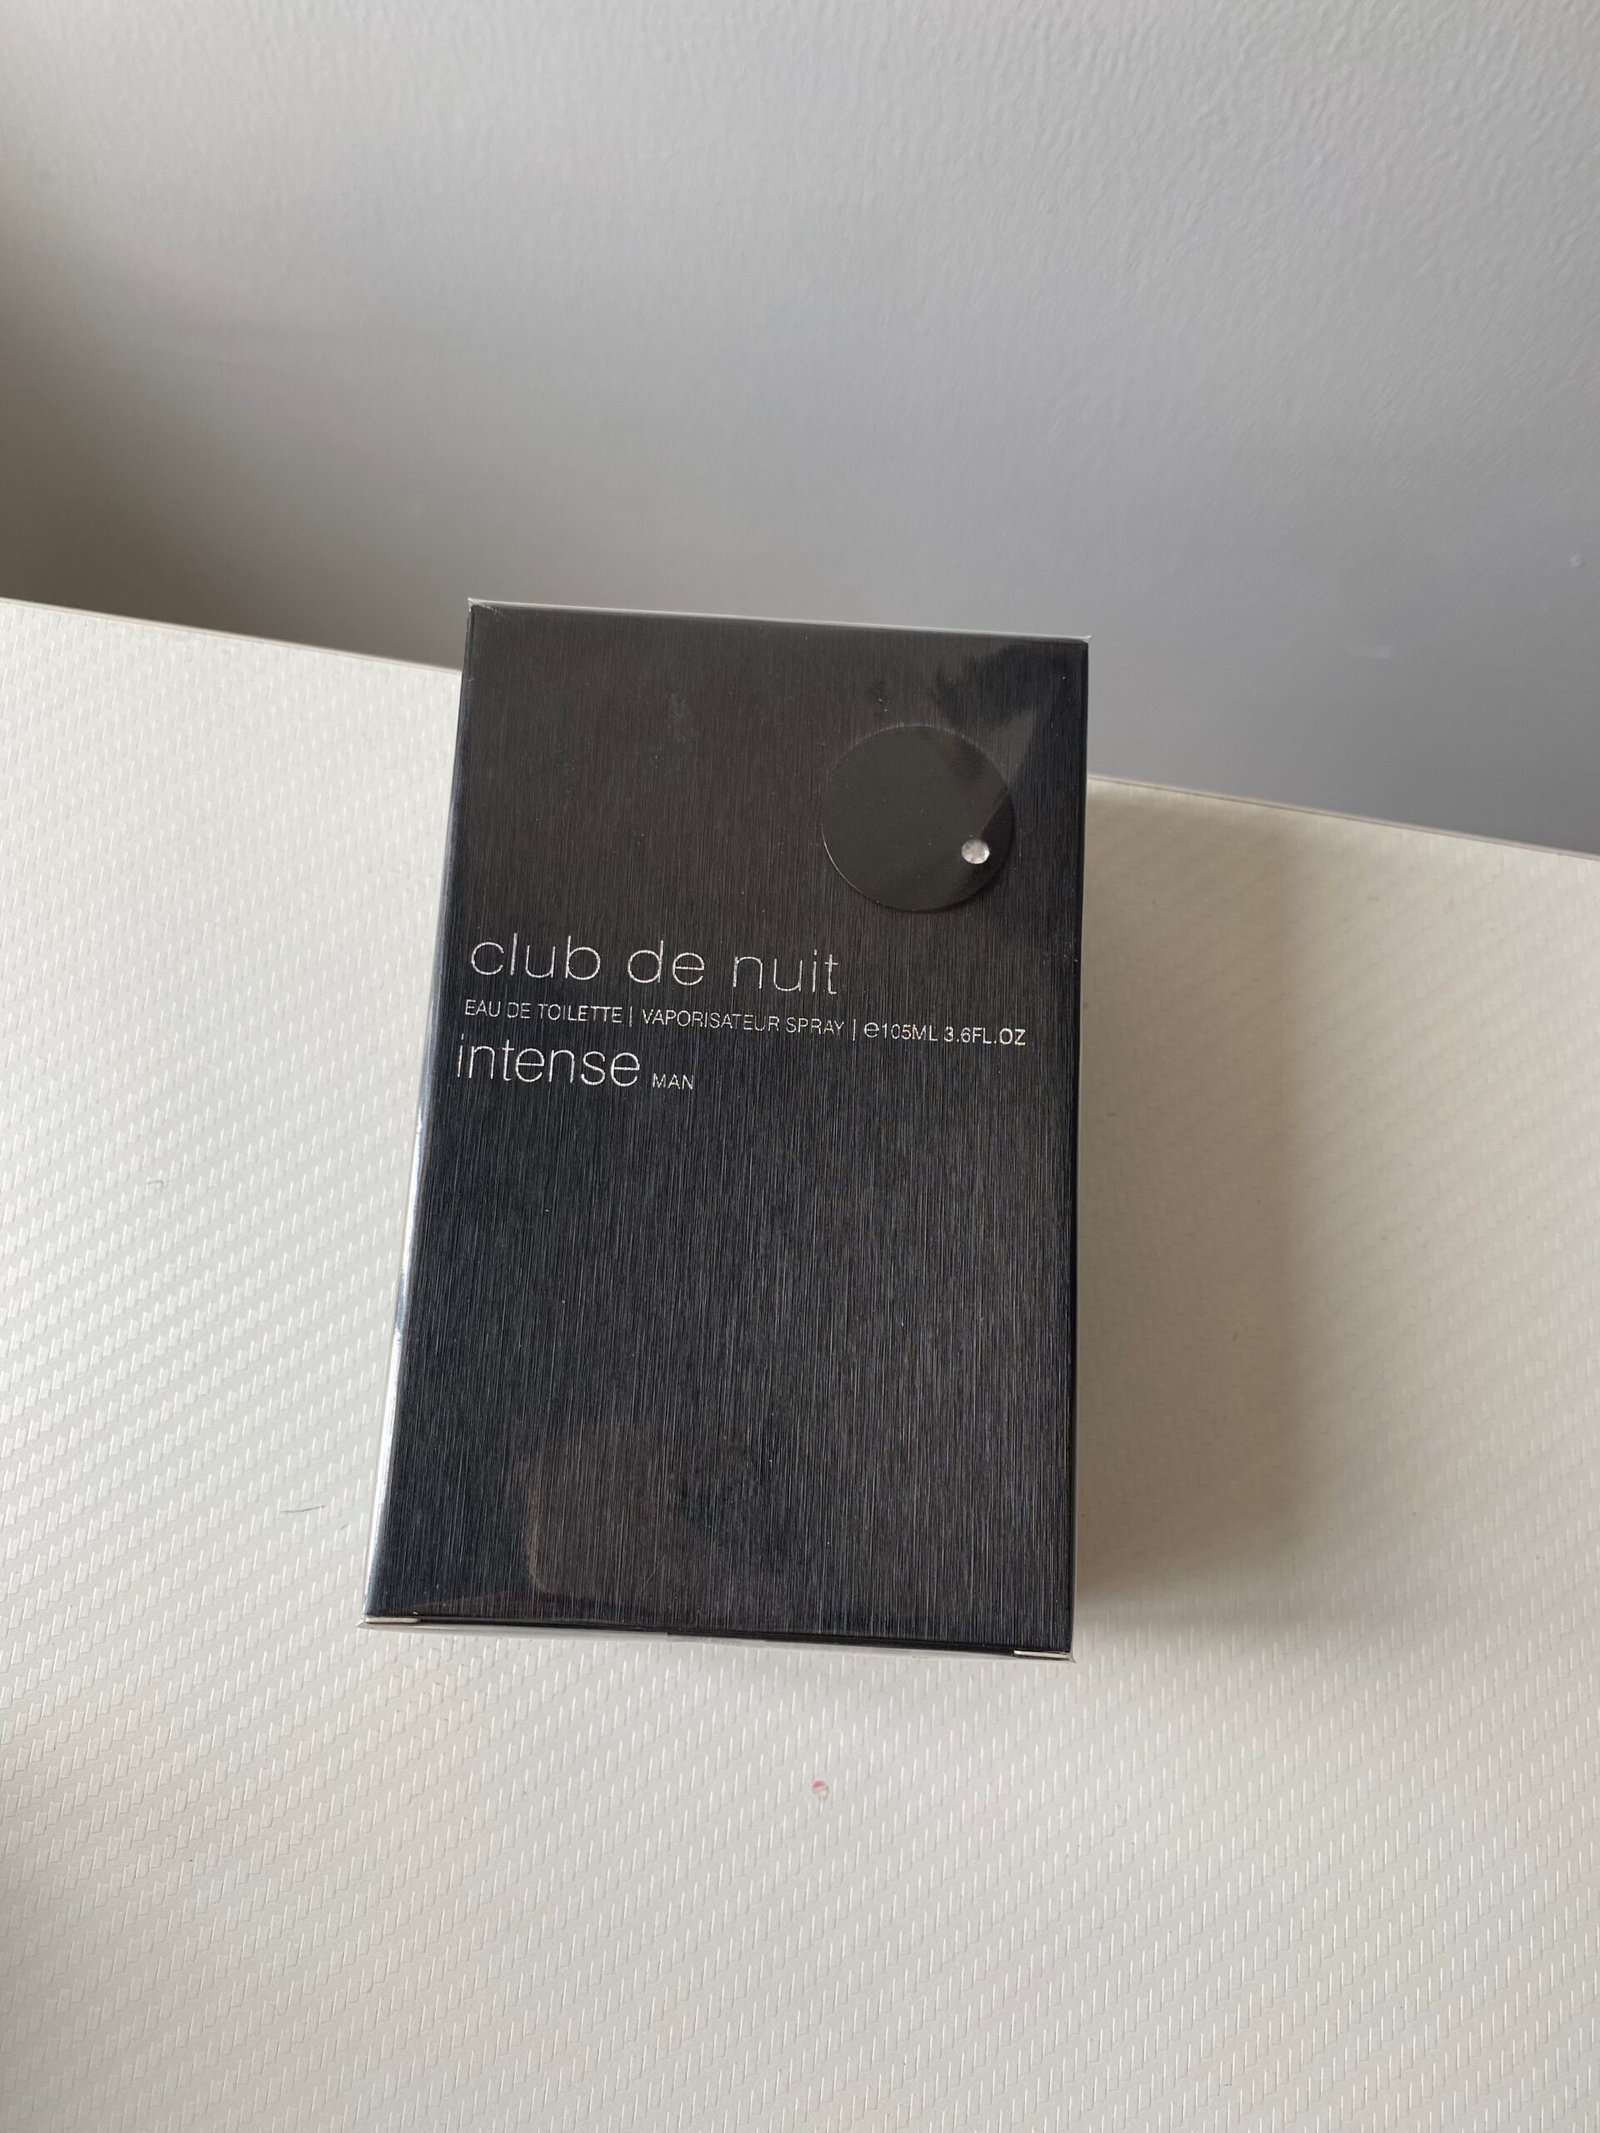 club de nuit
EAU DE TOILETTE | VAPORISATEUR SPRAY | e105ML 3.6FL.OZ
intense MAN